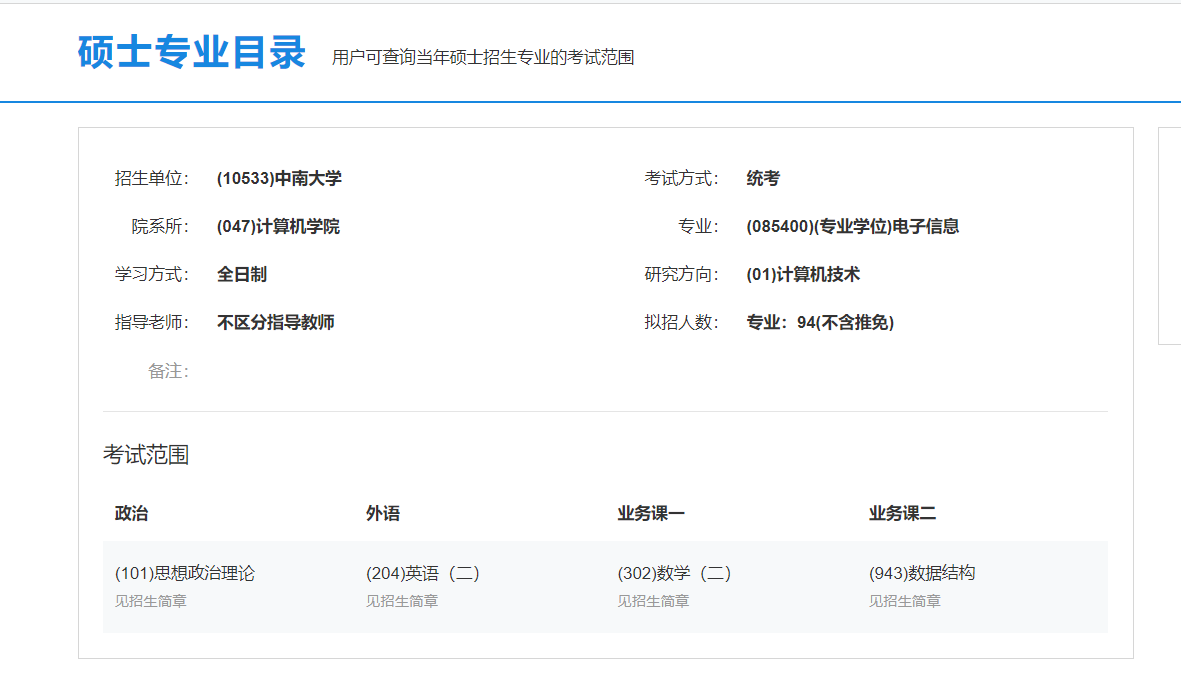 硕士专业目录 用户可查询当年硕士招生专业的考试范围
招生单位： (10533)中南大学 考试方式： 统考
院系所： (047)计算机学院 专业： (085400)(专业学位)电子信息
学习方式： 全日制 研究方向： (01)计算机技术
指导老师： 不区分指导教师 拟招人数： 专业：94(不含推免)
备注：
考试范围
政治 外语 业务课一 业务课二
(101)思想政治理论 (204)英语（二） (302)数学（二） (943)数据结构
见招生简章 见招生简章 见招生简章 见招生简章